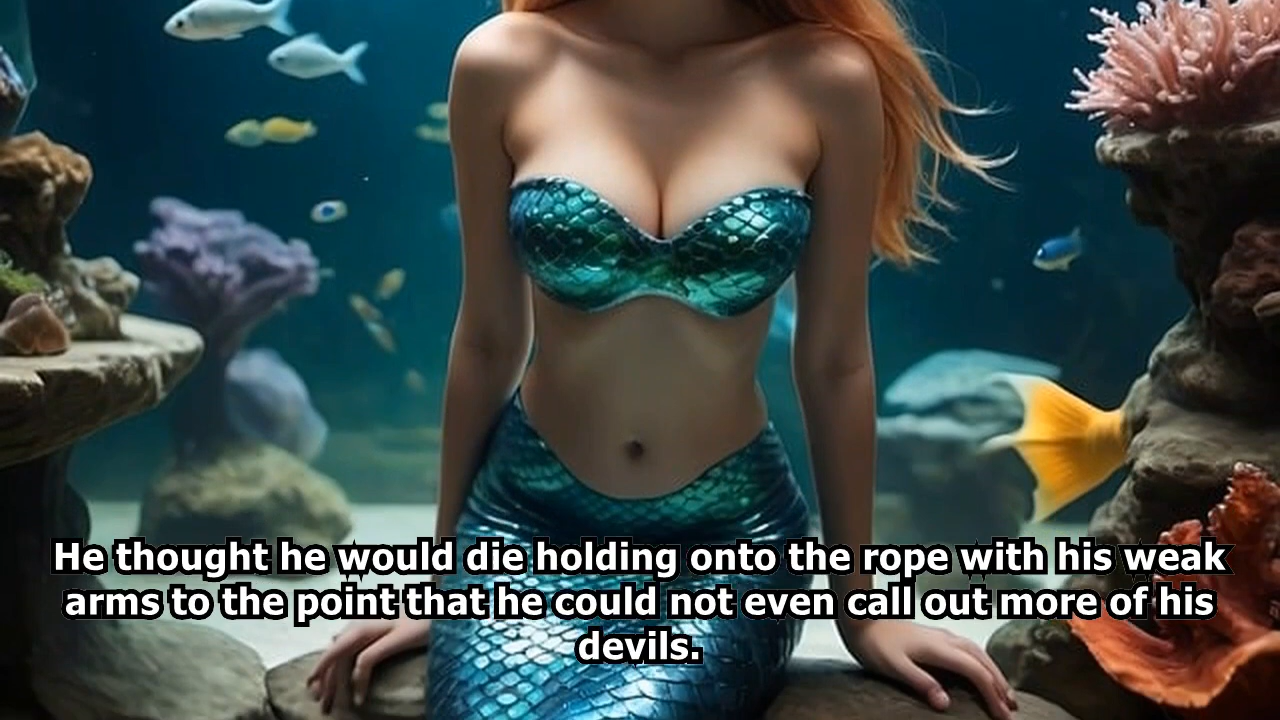 He thought he would die holding onto the rope with his weak
arms to the point that he could not even call out more of his
devils.